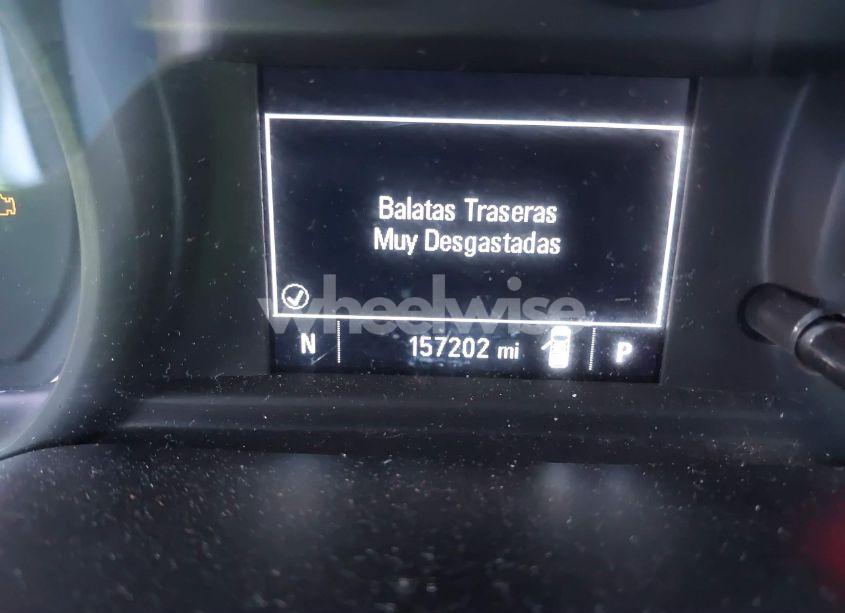 Balatas Traseras
Muy Desgastadas
wheelwise
N 157202 mi P